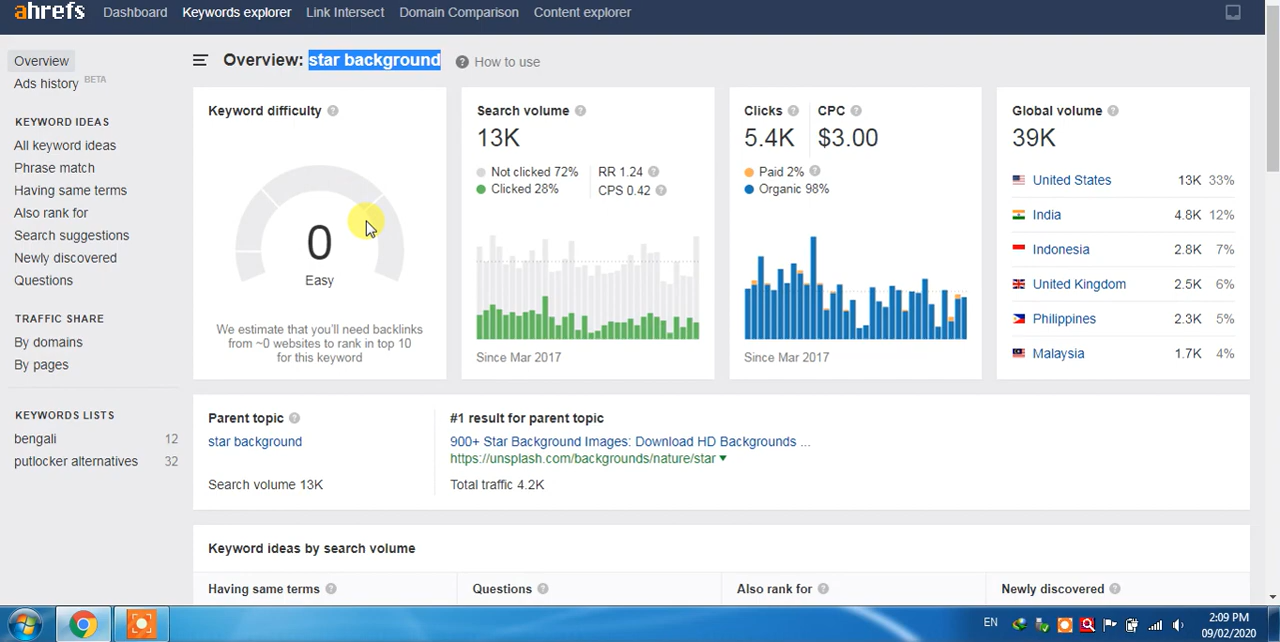 ahrefs Dashboard Keywords explorer Link Intersect Domain Comparison Content explorer
Overview
Ads history BETA
KEYWORD IDEAS
All keyword ideas
Phrase match
Having same terms
Also rank for
Search suggestions
Newly discovered
Questions
TRAFFIC SHARE
By domains
By pages
KEYWORDS LISTS
bengali 12
putlocker alternatives 32
Overview: star background ? How to use
Keyword difficulty ?
0
Easy
We estimate that you'll need backlinks
from ~0 websites to rank in top 10
for this keyword
Search volume ?
13K
Not clicked 72% RR 1.24 ?
Clicked 28% CPS 0.42 ?
Since Mar 2017
Clicks ? CPC ?
5.4K $3.00
Paid 2% ?
Organic 98%
Since Mar 2017
Global volume ?
39K
United States 13K 33%
India 4.8K 12%
Indonesia 2.8K 7%
United Kingdom 2.5K 6%
Philippines 2.3K 5%
Malaysia 1.7K 4%
Parent topic ?
star background
Search volume 13K
#1 result for parent topic
900+ Star Background Images: Download HD Backgrounds ...
https://unsplash.com/backgrounds/nature/star
Total traffic 4.2K
Keyword ideas by search volume
Having same terms ? Questions ? Also rank for ? Newly discovered ?
EN
2:09 PM
09/02/2020